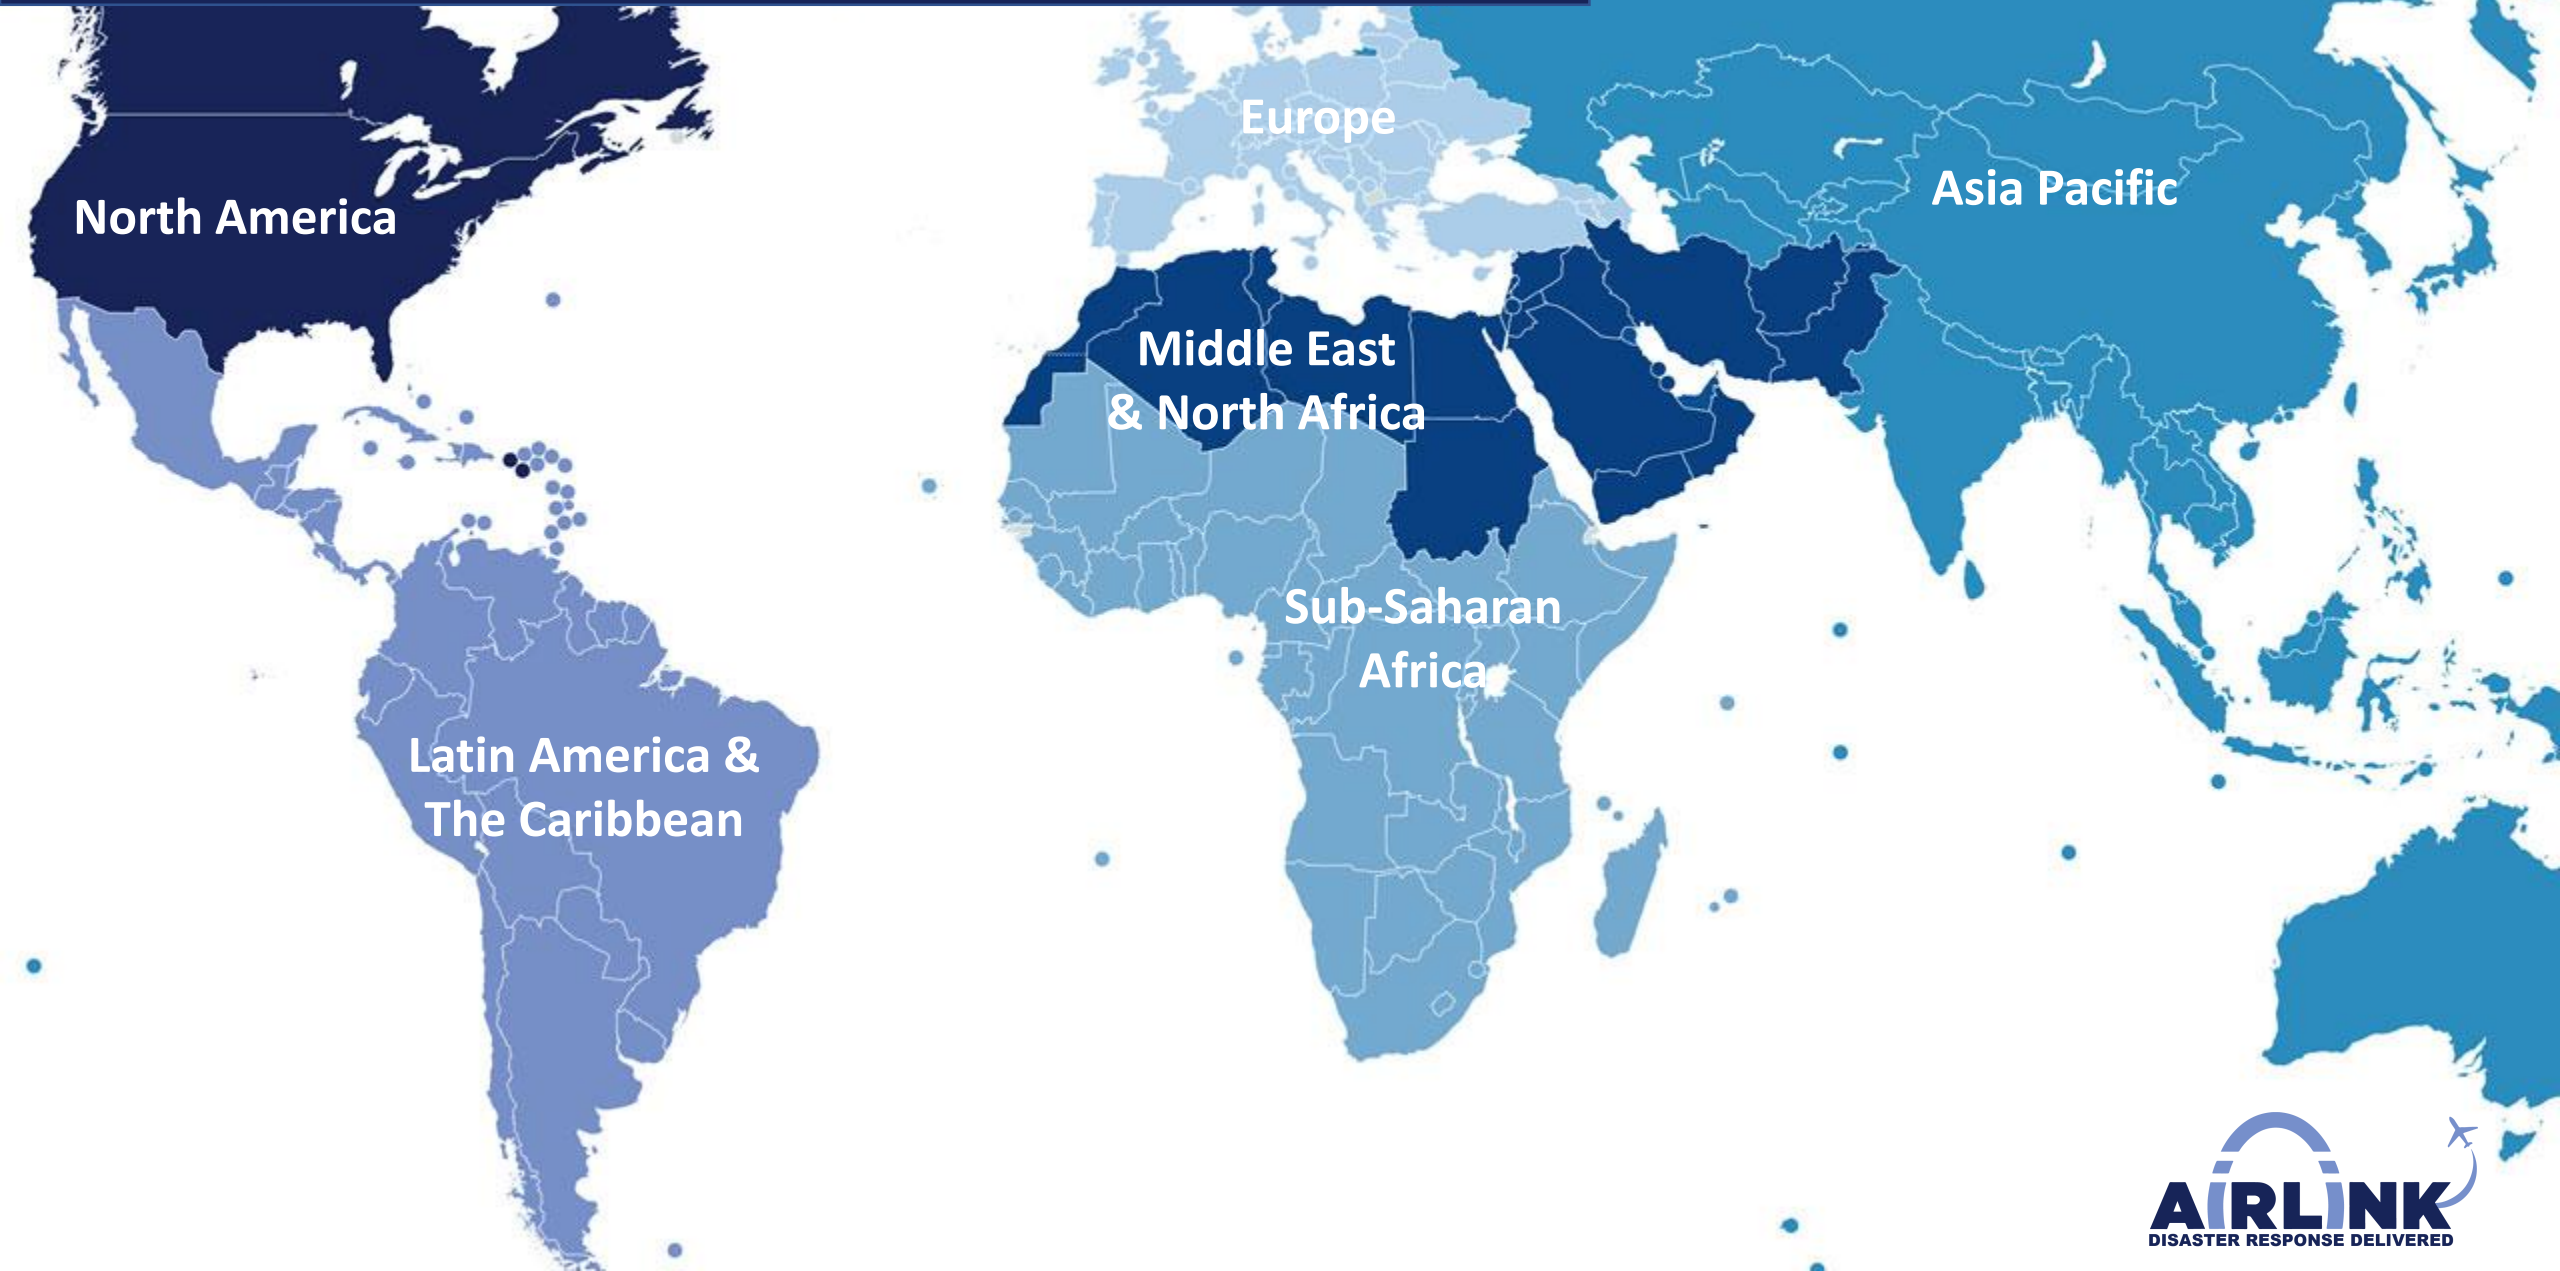 Europe
Asia Pacific
North America
Middle East
& North Africa
Sub-Saharan
Africa
Latin America &
The Caribbean
AIRLINK
DISASTER RESPONSE DELIVERED